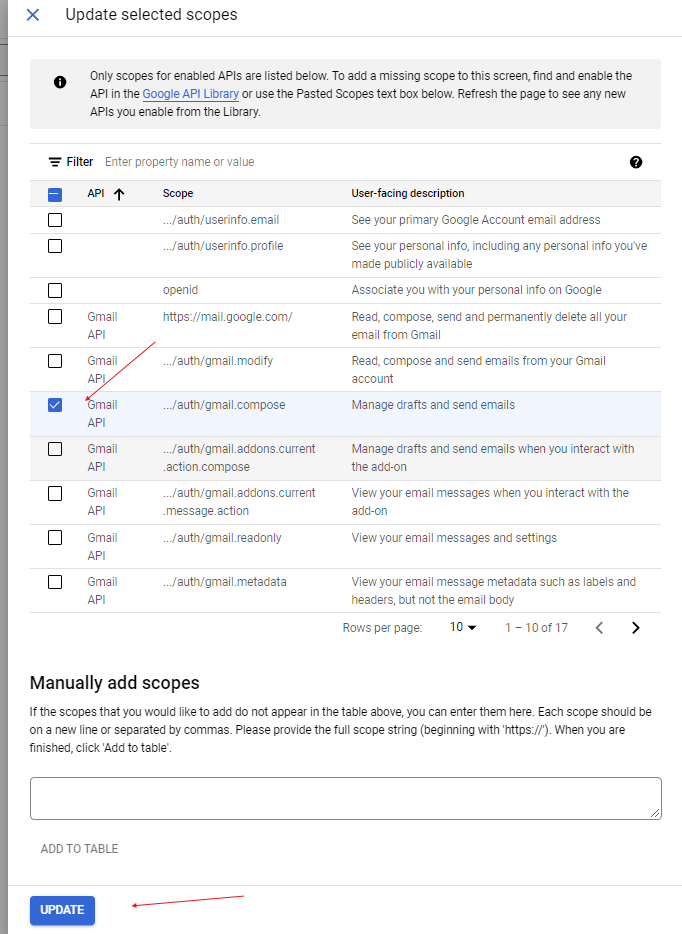 Update selected scopes
Only scopes for enabled APIs are listed below. To add a missing scope to this screen, find and enable the
API in the Google API Library or use the Pasted Scopes text box below. Refresh the page to see any new
APIs you enable from the Library.
Filter Enter property name or value
API Scope User-facing description
.../auth/userinfo.email See your primary Google Account email address
.../auth/userinfo.profile See your personal info, including any personal info you've
made publicly available
openid Associate you with your personal info on Google
Gmail https://mail.google.com/ Read, compose, send and permanently delete all your
API email from Gmail
Gmail .../auth/gmail.modify Read, compose and send emails from your Gmail
API account
Gmail .../auth/gmail.compose Manage drafts and send emails
API
Gmail .../auth/gmail.addons.current Manage drafts and send emails when you interact with
API .action.compose the add-on
Gmail .../auth/gmail.addons.current View your email messages when you interact with the
API .message.action add-on
Gmail .../auth/gmail.readonly View your email messages and settings
API
Gmail .../auth/gmail.metadata View your email message metadata such as labels and
API headers, but not the email body
Rows per page: 10 1 – 10 of 17
Manually add scopes
If the scopes that you would like to add do not appear in the table above, you can enter them here. Each scope should be
on a new line or separated by commas. Please provide the full scope string (beginning with 'https://'). When you are
finished, click 'Add to table'.
ADD TO TABLE
UPDATE